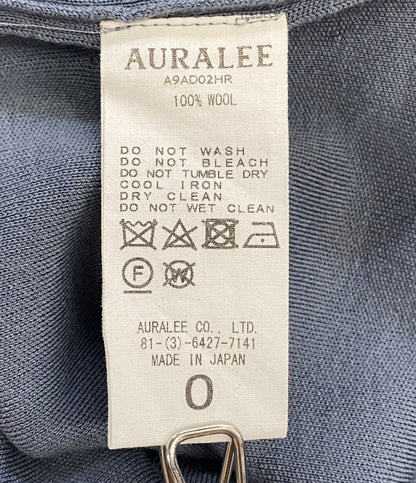 AURALEE
A9AD02HR
100% WOOL
DO NOT WASH
DO NOT BLEACH
DO NOT TUMBLE DRY
COOL IRON
DRY CLEAN
DO NOT WET CLEAN
F W
AURALEE CO., LTD.
81-(3)-6427-7141
MADE IN JAPAN
0